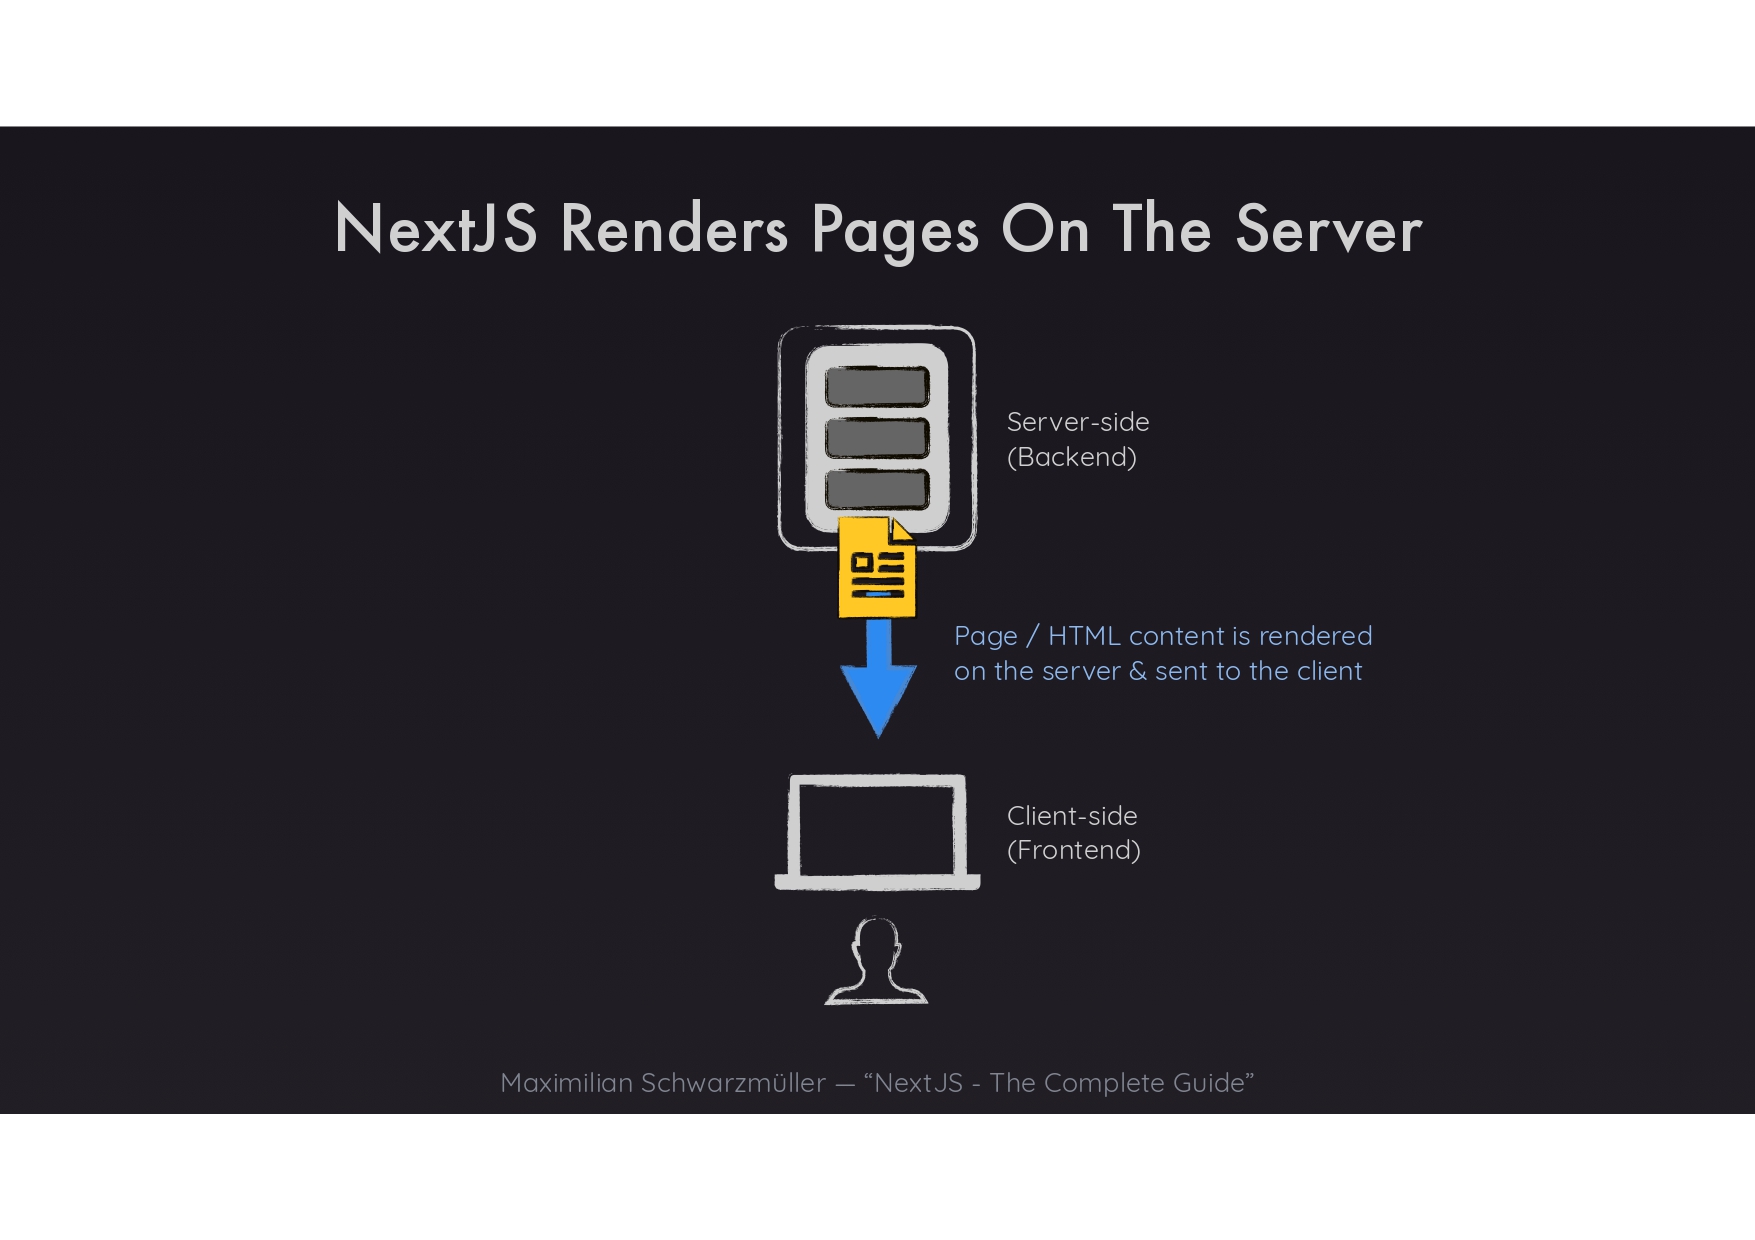 NextJS Renders Pages On The Server
Server-side
(Backend)
Page / HTML content is rendered
on the server & sent to the client
Client-side
(Frontend)
Maximilian Schwarzmüller — “NextJS - The Complete Guide”